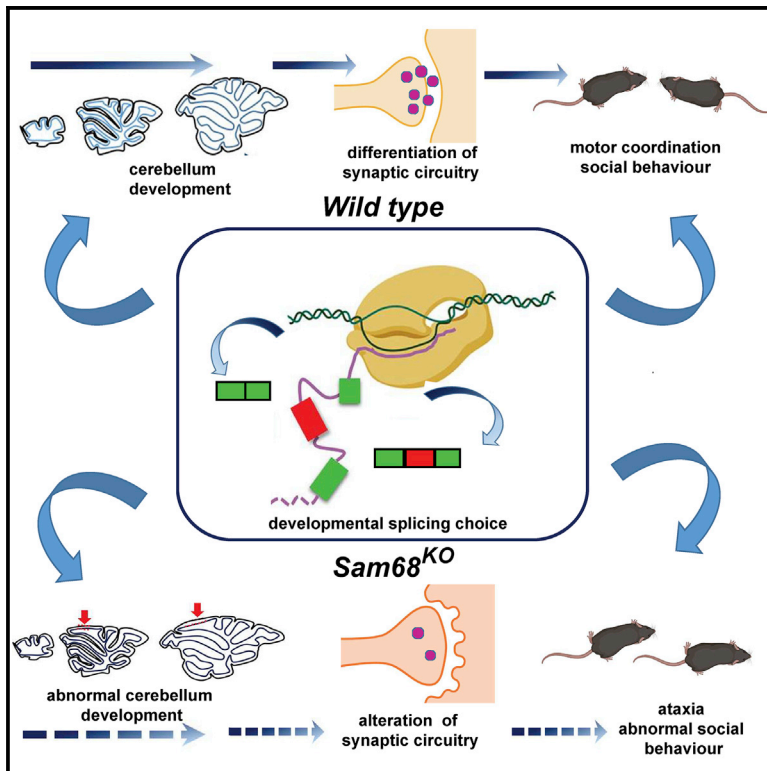 cerebellum
development
differentiation of
synaptic circuitry
motor coordination
social behaviour
Wild type
developmental splicing choice
Sam68KO
abnormal cerebellum
development
alteration of
synaptic circuitry
ataxia
abnormal social
behaviour